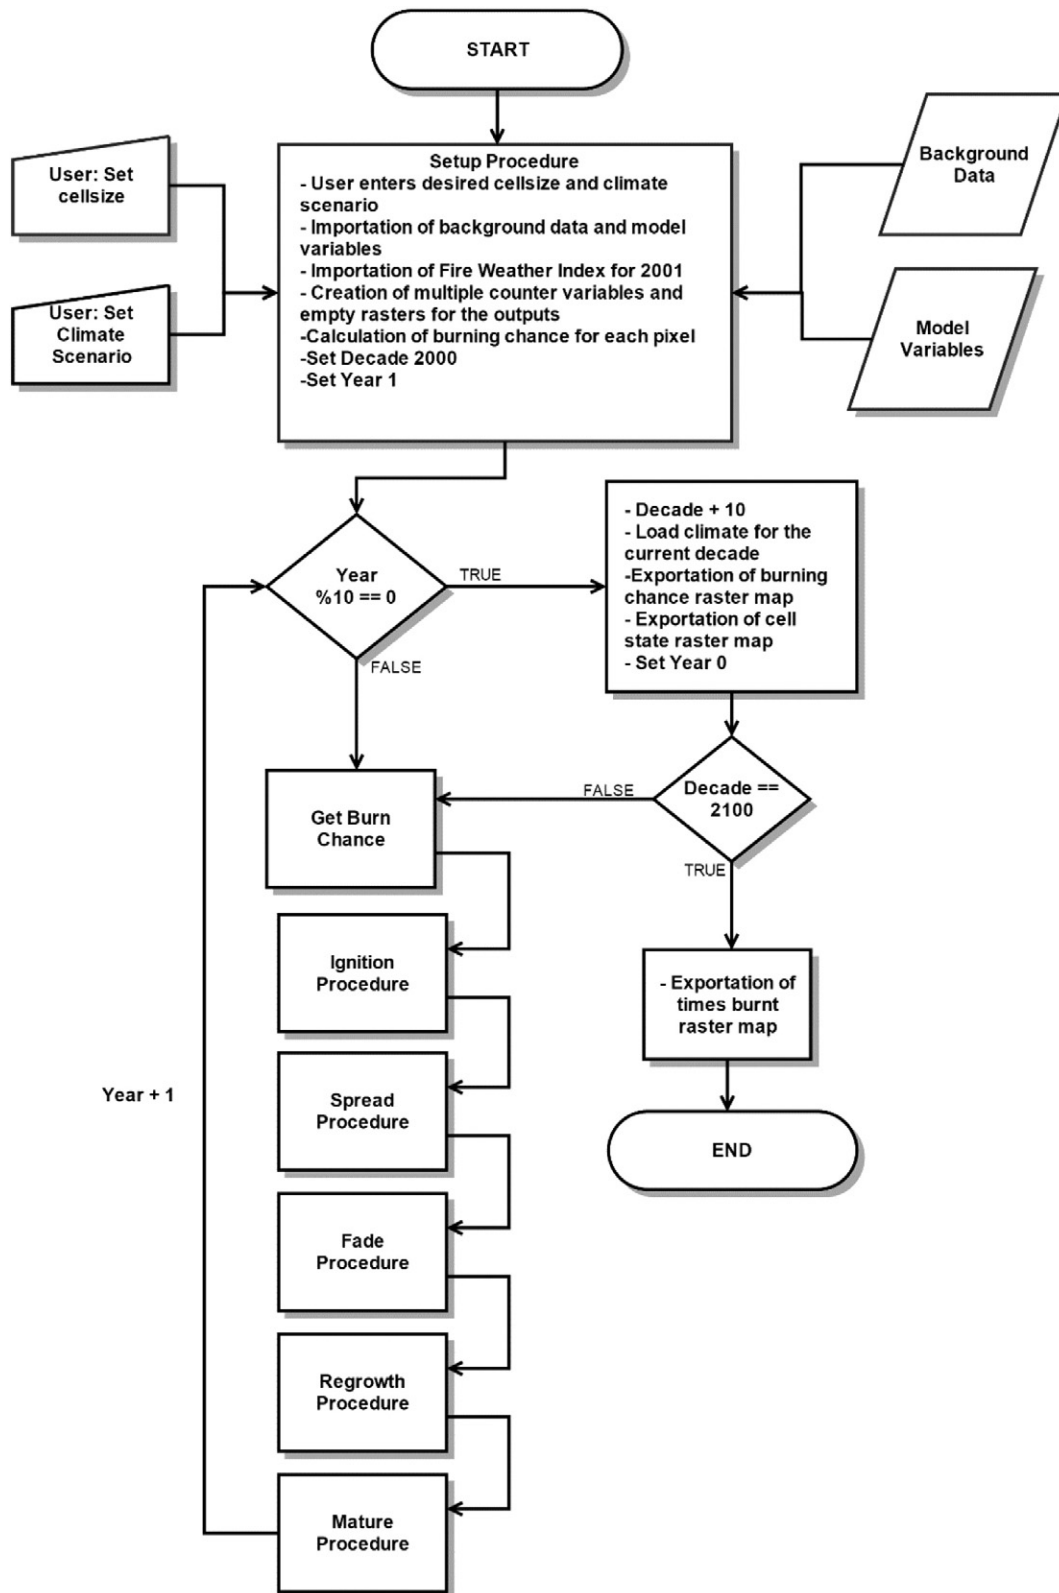 START
User: Set
cellsize
User: Set
Climate
Scenario
Setup Procedure
- User enters desired cellsize and climate
scenario
- Importation of background data and model
variables
- Importation of Fire Weather Index for 2001
- Creation of multiple counter variables and
empty rasters for the outputs
-Calculation of burning chance for each pixel
-Set Decade 2000
-Set Year 1
Background
Data
Model
Variables
Year
%10 == 0
TRUE
FALSE
- Decade + 10
- Load climate for the
current decade
-Exportation of burning
chance raster map
- Exportation of cell
state raster map
- Set Year 0
Decade ==
2100
FALSE
TRUE
Get Burn
Chance
Ignition
Procedure
- Exportation of
times burnt
raster map
Spread
Procedure
Year + 1
END
Fade
Procedure
Regrowth
Procedure
Mature
Procedure